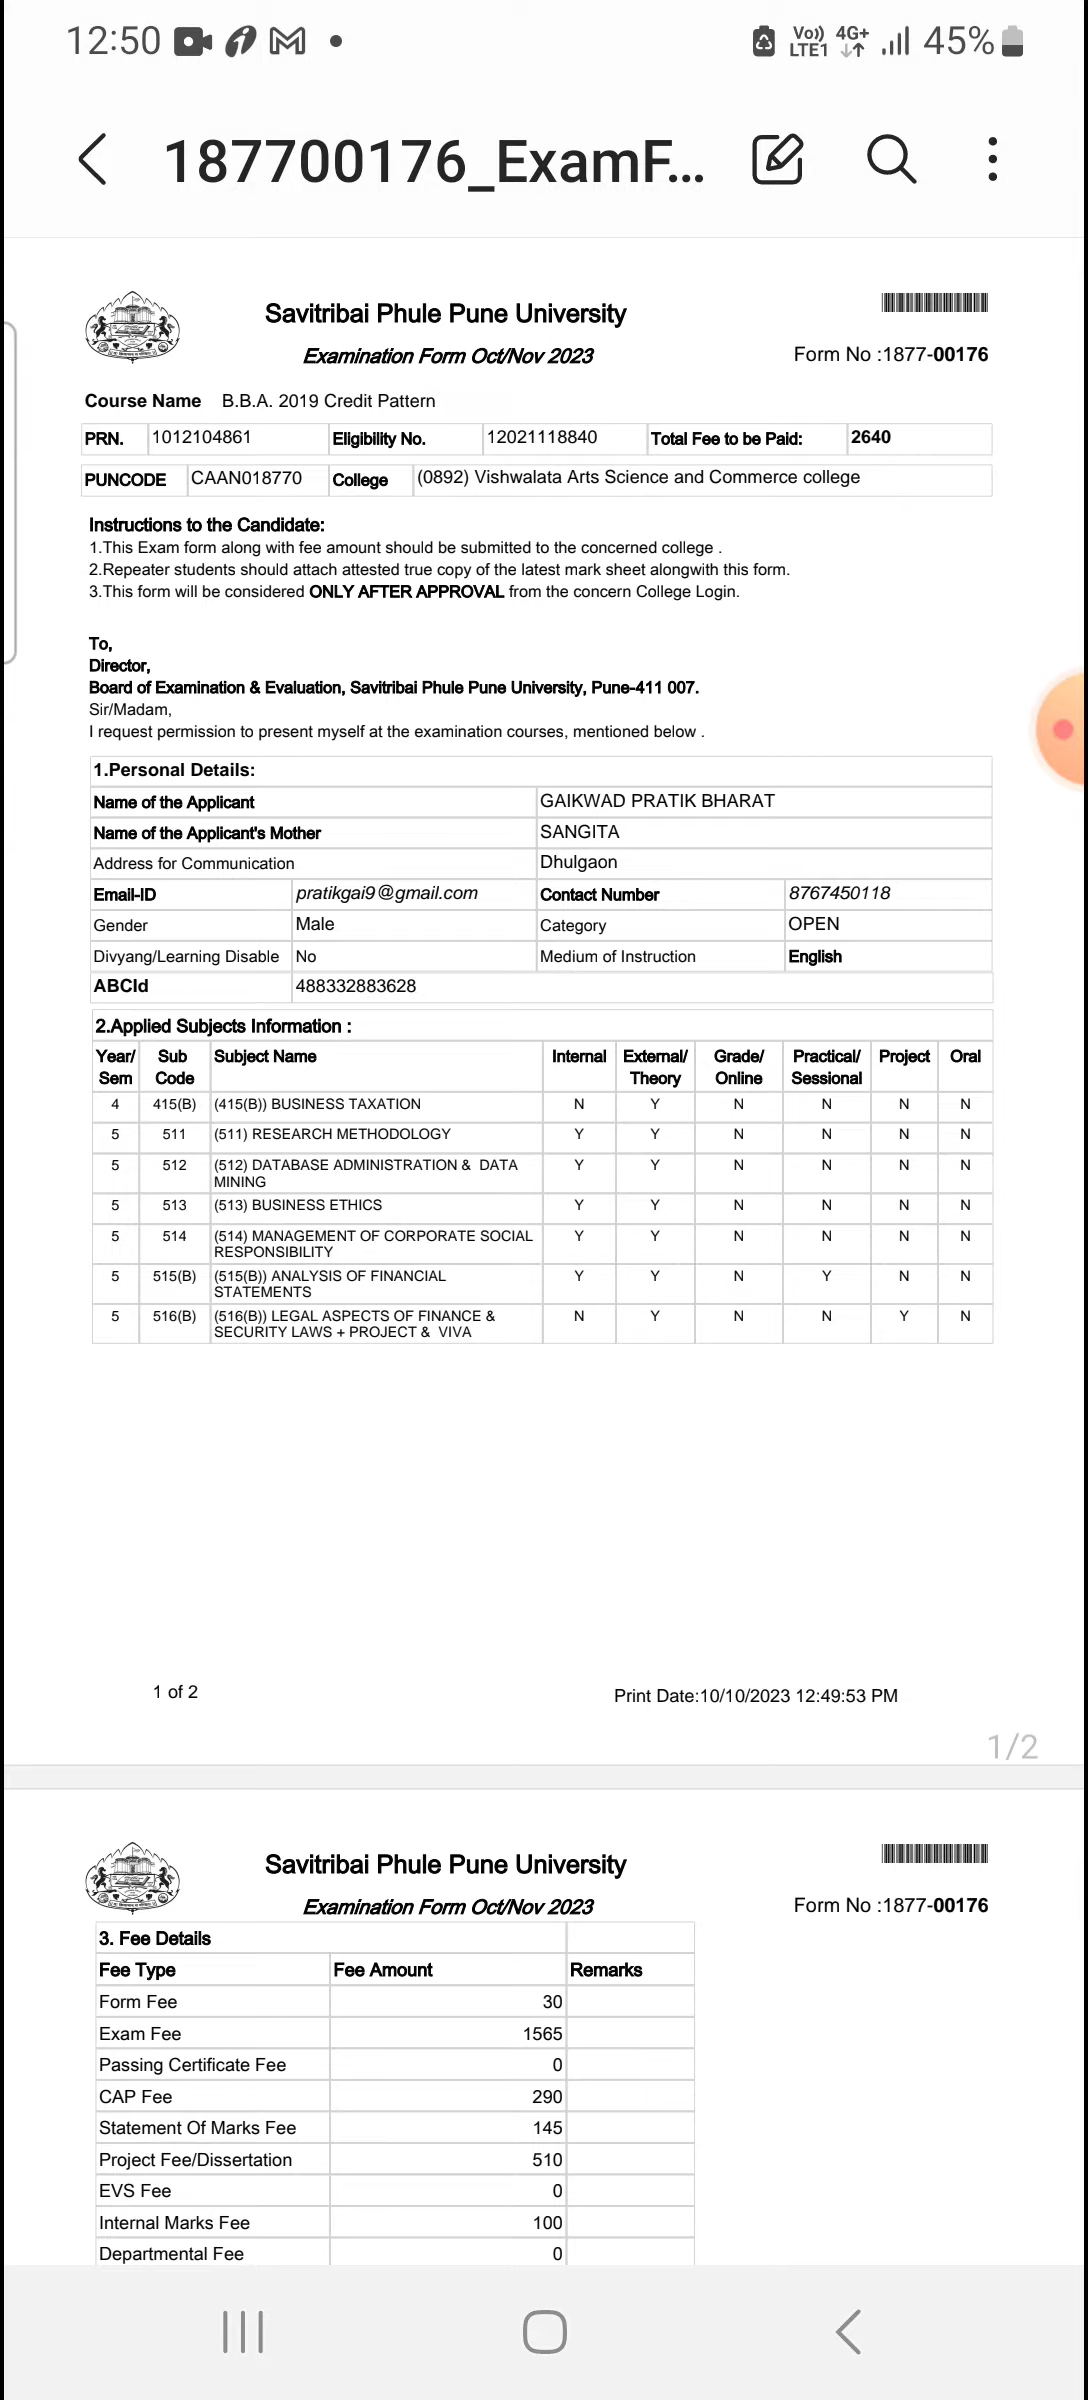 12:50
Vo)) 4G+
LTE1
45%
187700176_ExamF...
Savitribai Phule Pune University
Examination Form Oct/Nov 2023
Form No :1877-00176
Course Name B.B.A. 2019 Credit Pattern
PRN. 1012104861 Eligibility No. 12021118840 Total Fee to be Paid: 2640
PUNCODE CAAN018770 College (0892) Vishwalata Arts Science and Commerce college
Instructions to the Candidate:
1.This Exam form along with fee amount should be submitted to the concerned college .
2.Repeater students should attach attested true copy of the latest mark sheet alongwith this form.
3.This form will be considered ONLY AFTER APPROVAL from the concern College Login.
To,
Director,
Board of Examination & Evaluation, Savitribai Phule Pune University, Pune-411 007.
Sir/Madam,
I request permission to present myself at the examination courses, mentioned below .
1.Personal Details:
Name of the Applicant GAIKWAD PRATIK BHARAT
Name of the Applicant's Mother SANGITA
Address for Communication Dhulgaon
Email-ID pratikgai9@gmail.com Contact Number 8767450118
Gender Male Category OPEN
Divyang/Learning Disable No Medium of Instruction English
ABCId 488332883628
2.Applied Subjects Information :
Year/ Sub Subject Name Internal External/ Grade/ Practical/ Project Oral
Sem Code Theory Online Sessional
4 415(B) (415(B)) BUSINESS TAXATION N Y N N N N
5 511 (511) RESEARCH METHODOLOGY Y Y N N N N
5 512 (512) DATABASE ADMINISTRATION & DATA Y Y N N N N
MINING
5 513 (513) BUSINESS ETHICS Y Y N N N N
5 514 (514) MANAGEMENT OF CORPORATE SOCIAL Y Y N N N N
RESPONSIBILITY
5 515(B) (515(B)) ANALYSIS OF FINANCIAL Y Y N Y N N
STATEMENTS
5 516(B) (516(B)) LEGAL ASPECTS OF FINANCE & N Y N N Y N
SECURITY LAWS + PROJECT & VIVA
1 of 2
Print Date:10/10/2023 12:49:53 PM
1/2
Savitribai Phule Pune University
Examination Form Oct/Nov 2023
Form No :1877-00176
3. Fee Details
Fee Type Fee Amount Remarks
Form Fee 30
Exam Fee 1565
Passing Certificate Fee 0
CAP Fee 290
Statement Of Marks Fee 145
Project Fee/Dissertation 510
EVS Fee 0
Internal Marks Fee 100
Departmental Fee 0